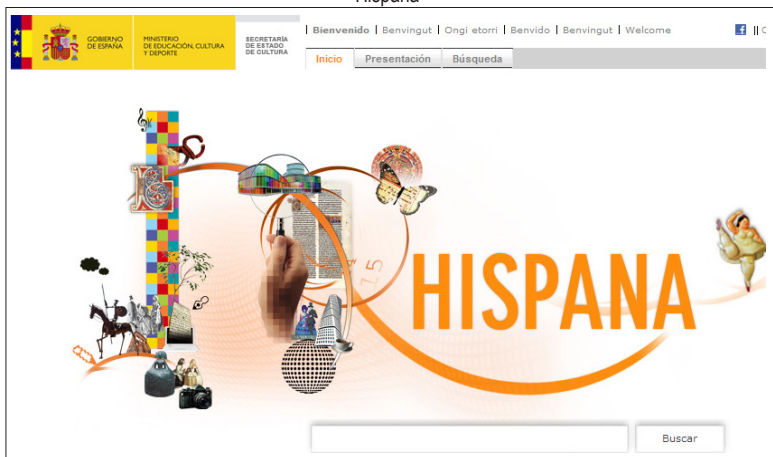 Hispana
GOBIERNO
DE ESPAÑA
MINISTERIO
DE EDUCACIÓN, CULTURA
Y DEPORTE
SECRETARÍA
DE ESTADO
DE CULTURA
| Bienvenido | Benvingut | Ongi etorri | Benvido | Benvingut | Welcome
f ||
Inicio Presentación Búsqueda
15
HISPANA
Buscar